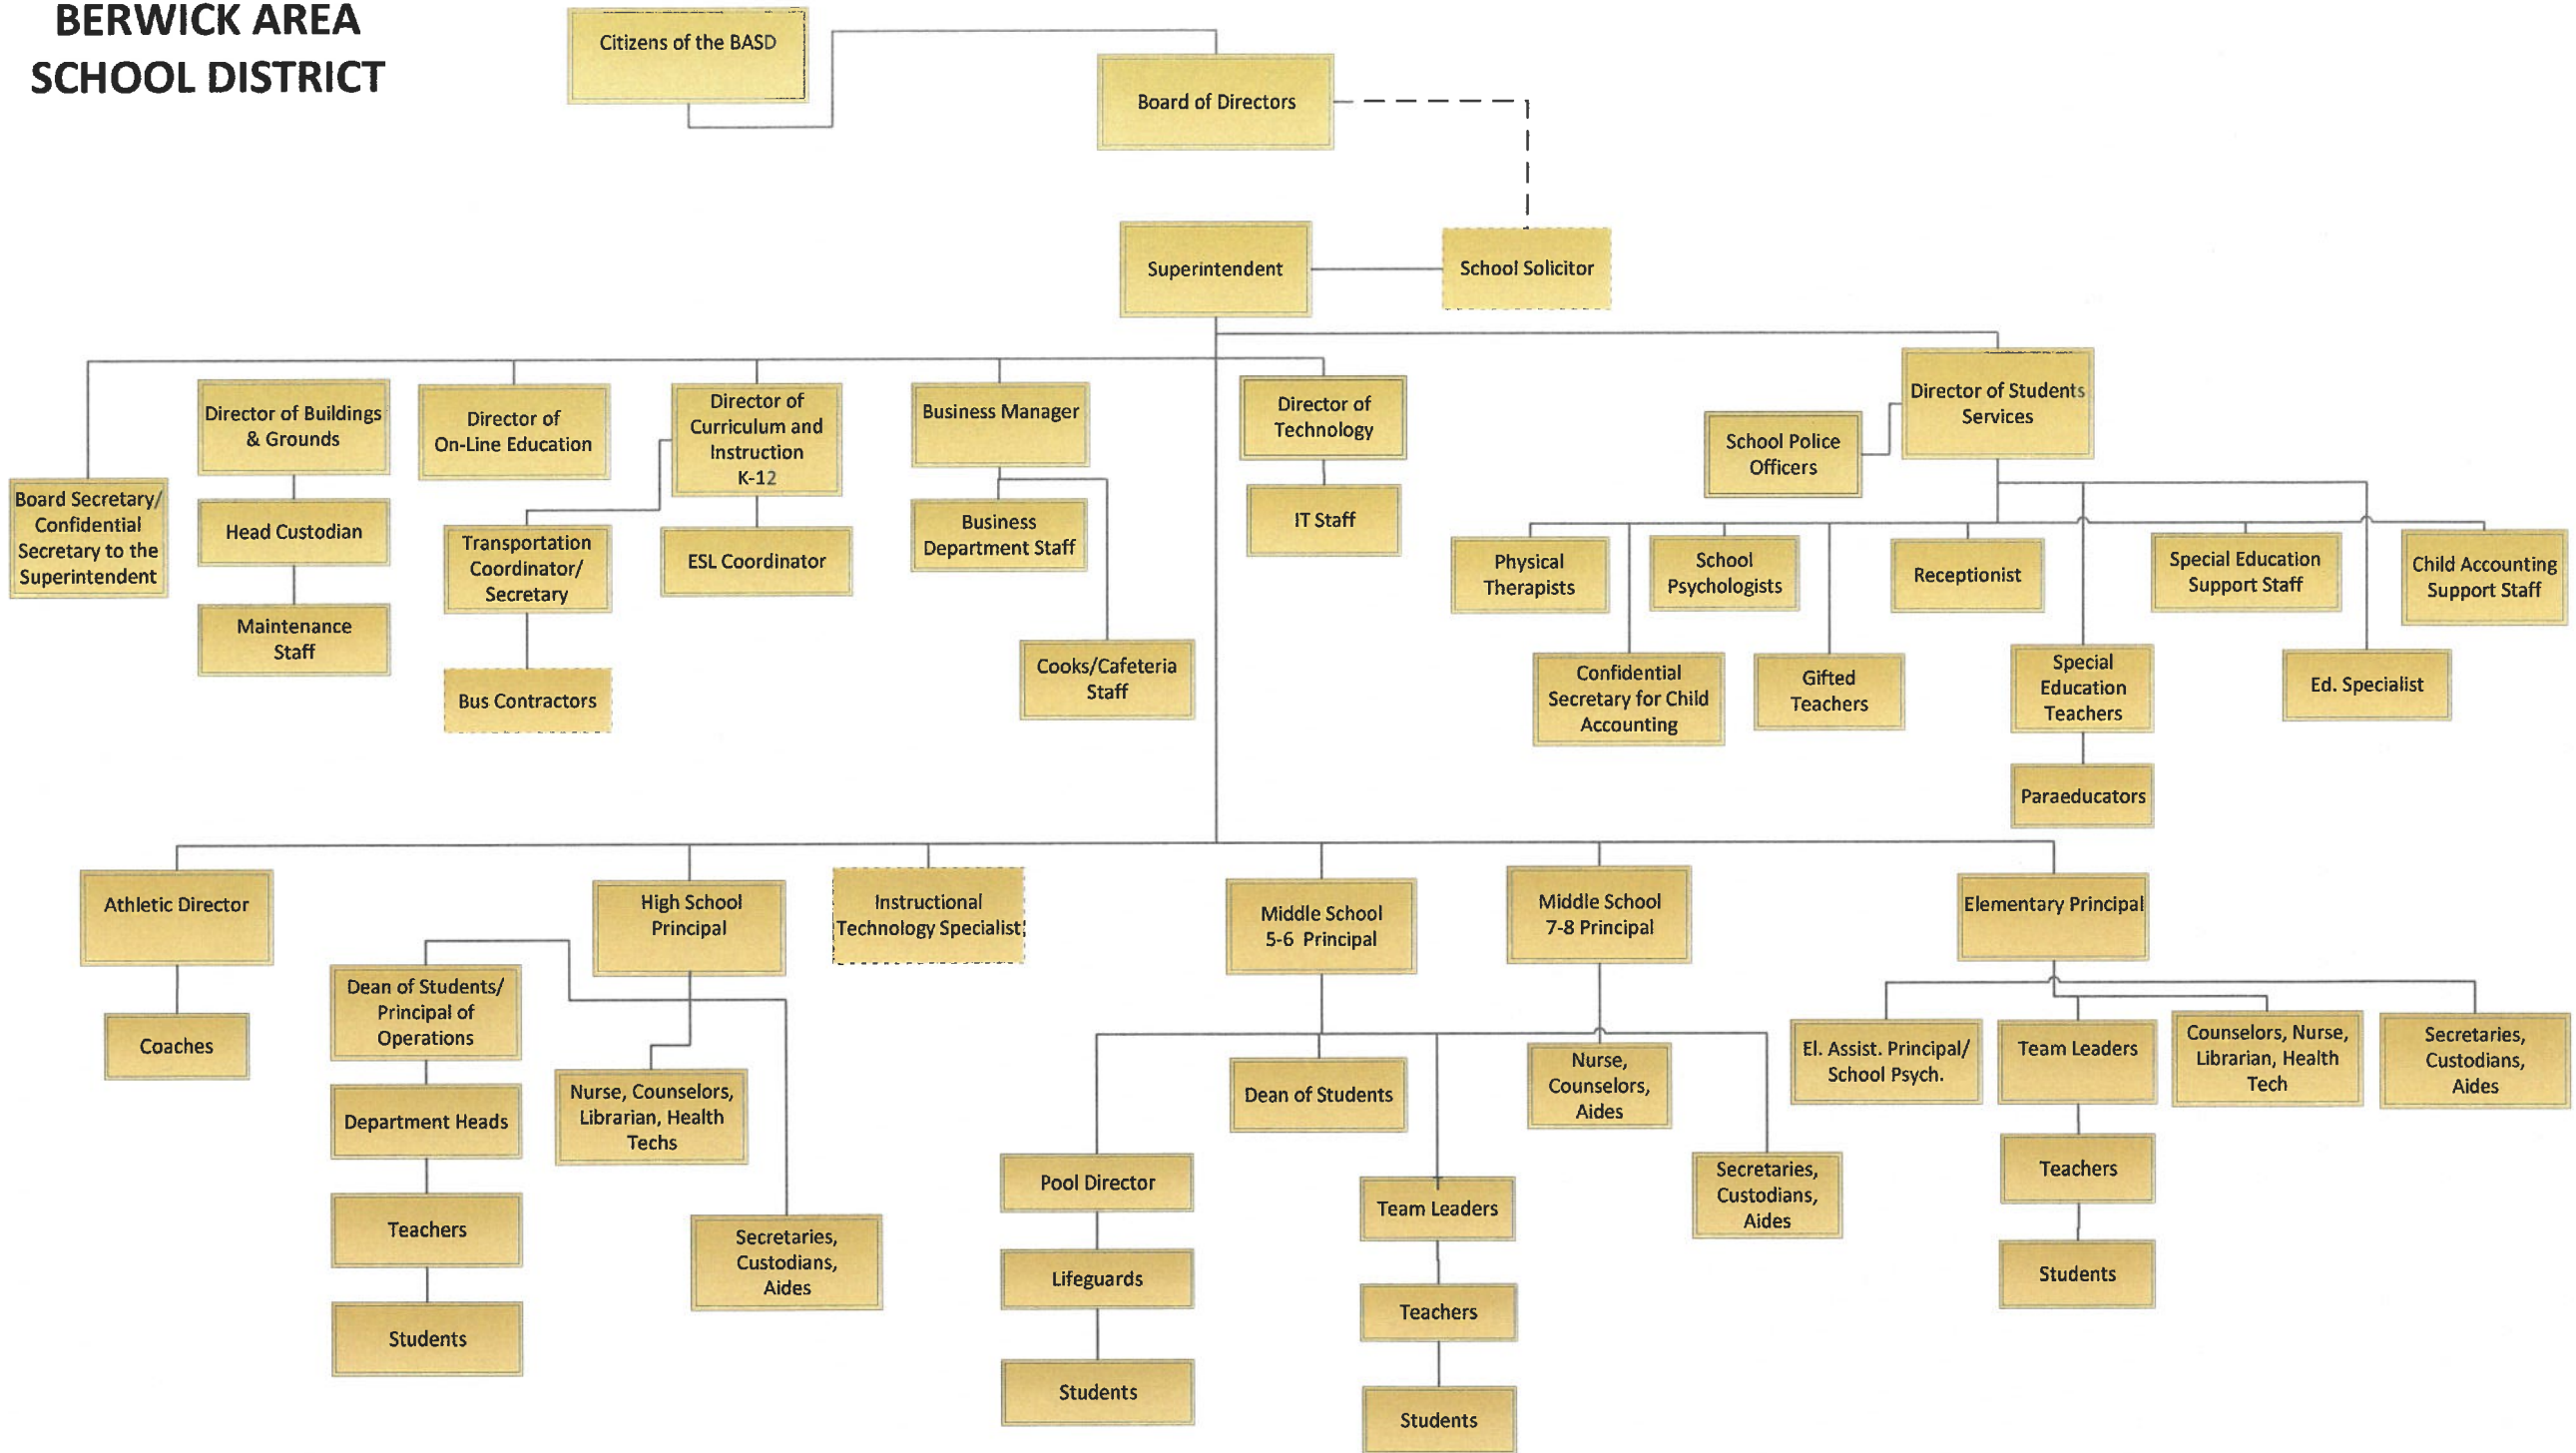 BERWICK AREA
SCHOOL DISTRICT
Citizens of the BASD
Board of Directors
Superintendent
School Solicitor
Board Secretary/
Confidential
Secretary to the
Superintendent
Director of Buildings
& Grounds
Head Custodian
Maintenance
Staff
Director of
On-Line Education
Director of
Curriculum and
Instruction
K-12
Transportation
Coordinator/
Secretary
Bus Contractors
ESL Coordinator
Business Manager
Business
Department Staff
Cooks/Cafeteria
Staff
Director of
Technology
IT Staff
Director of Students
Services
School Police
Officers
Physical
Therapists
School
Psychologists
Receptionist
Special Education
Support Staff
Child Accounting
Support Staff
Confidential
Secretary for Child
Accounting
Gifted
Teachers
Special
Education
Teachers
Ed. Specialist
Paraeducators
Athletic Director
Coaches
High School
Principal
Dean of Students/
Principal of
Operations
Department Heads
Teachers
Students
Nurse, Counselors,
Librarian, Health
Techs
Secretaries,
Custodians,
Aides
Instructional
Technology Specialist
Middle School
5-6 Principal
Middle School
7-8 Principal
Pool Director
Lifeguards
Students
Dean of Students
Team Leaders
Teachers
Students
Nurse,
Counselors,
Aides
Secretaries,
Custodians,
Aides
Elementary Principal
El. Assist. Principal/
School Psych.
Team Leaders
Teachers
Students
Counselors, Nurse,
Librarian, Health
Tech
Secretaries,
Custodians,
Aides